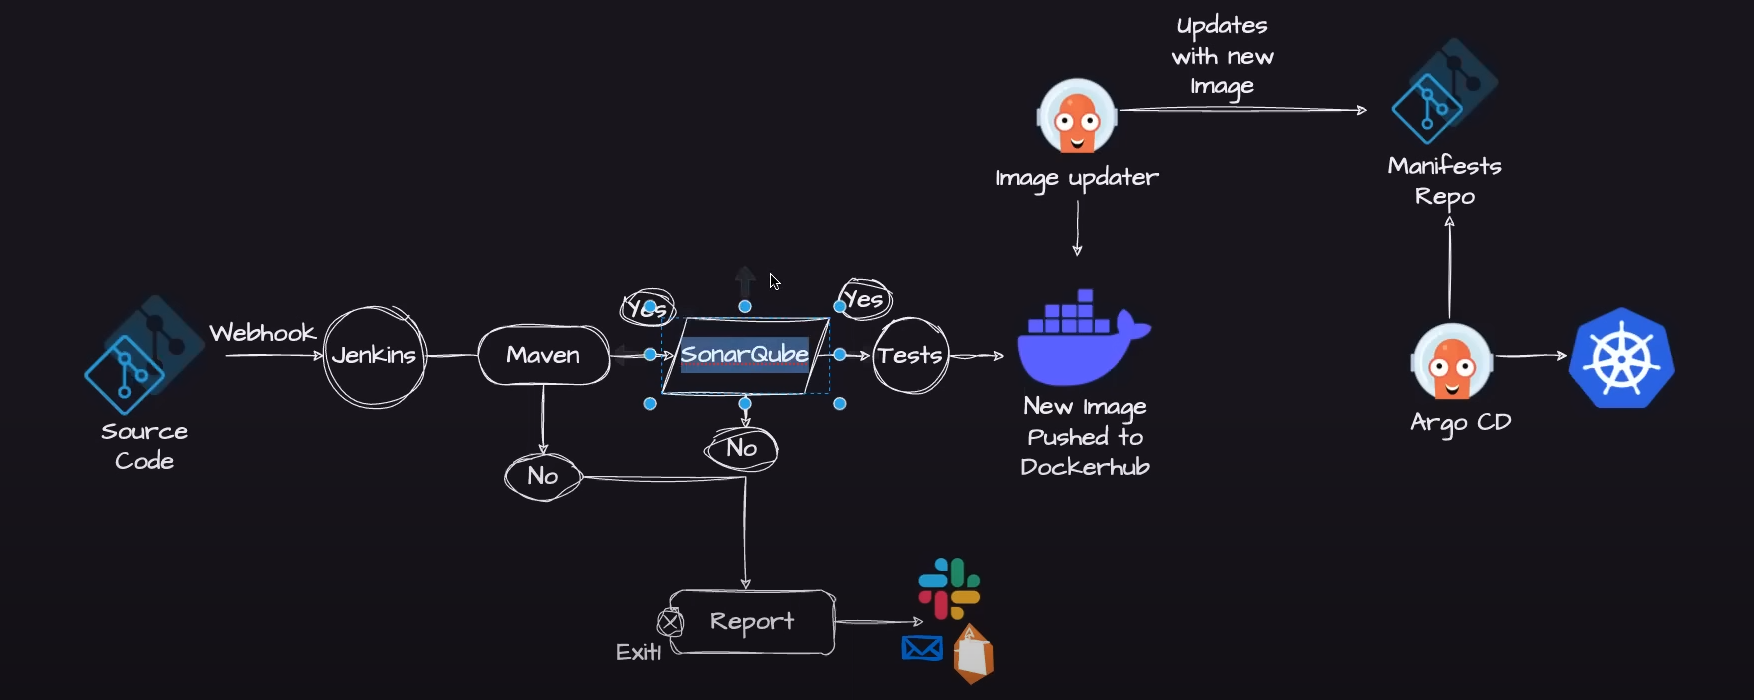 Updates
with new
Image
Image updater
Manifests
Repo
Webhook
Jenkins
Maven
Yes
SonarQube
Yes
Tests
Source
Code
No
No
New Image
Pushed to
Dockerhub
Argo CD
Report
Exit!